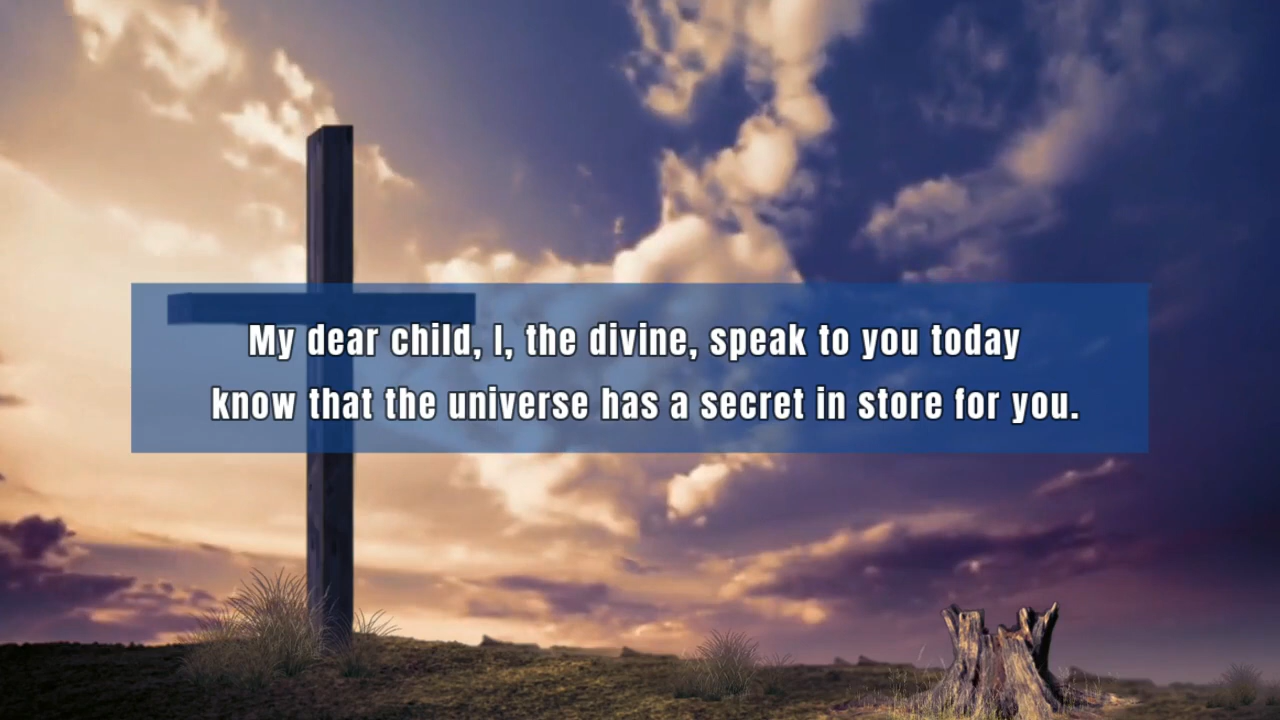 My dear child, I, the divine, speak to you today
know that the universe has a secret in store for you.